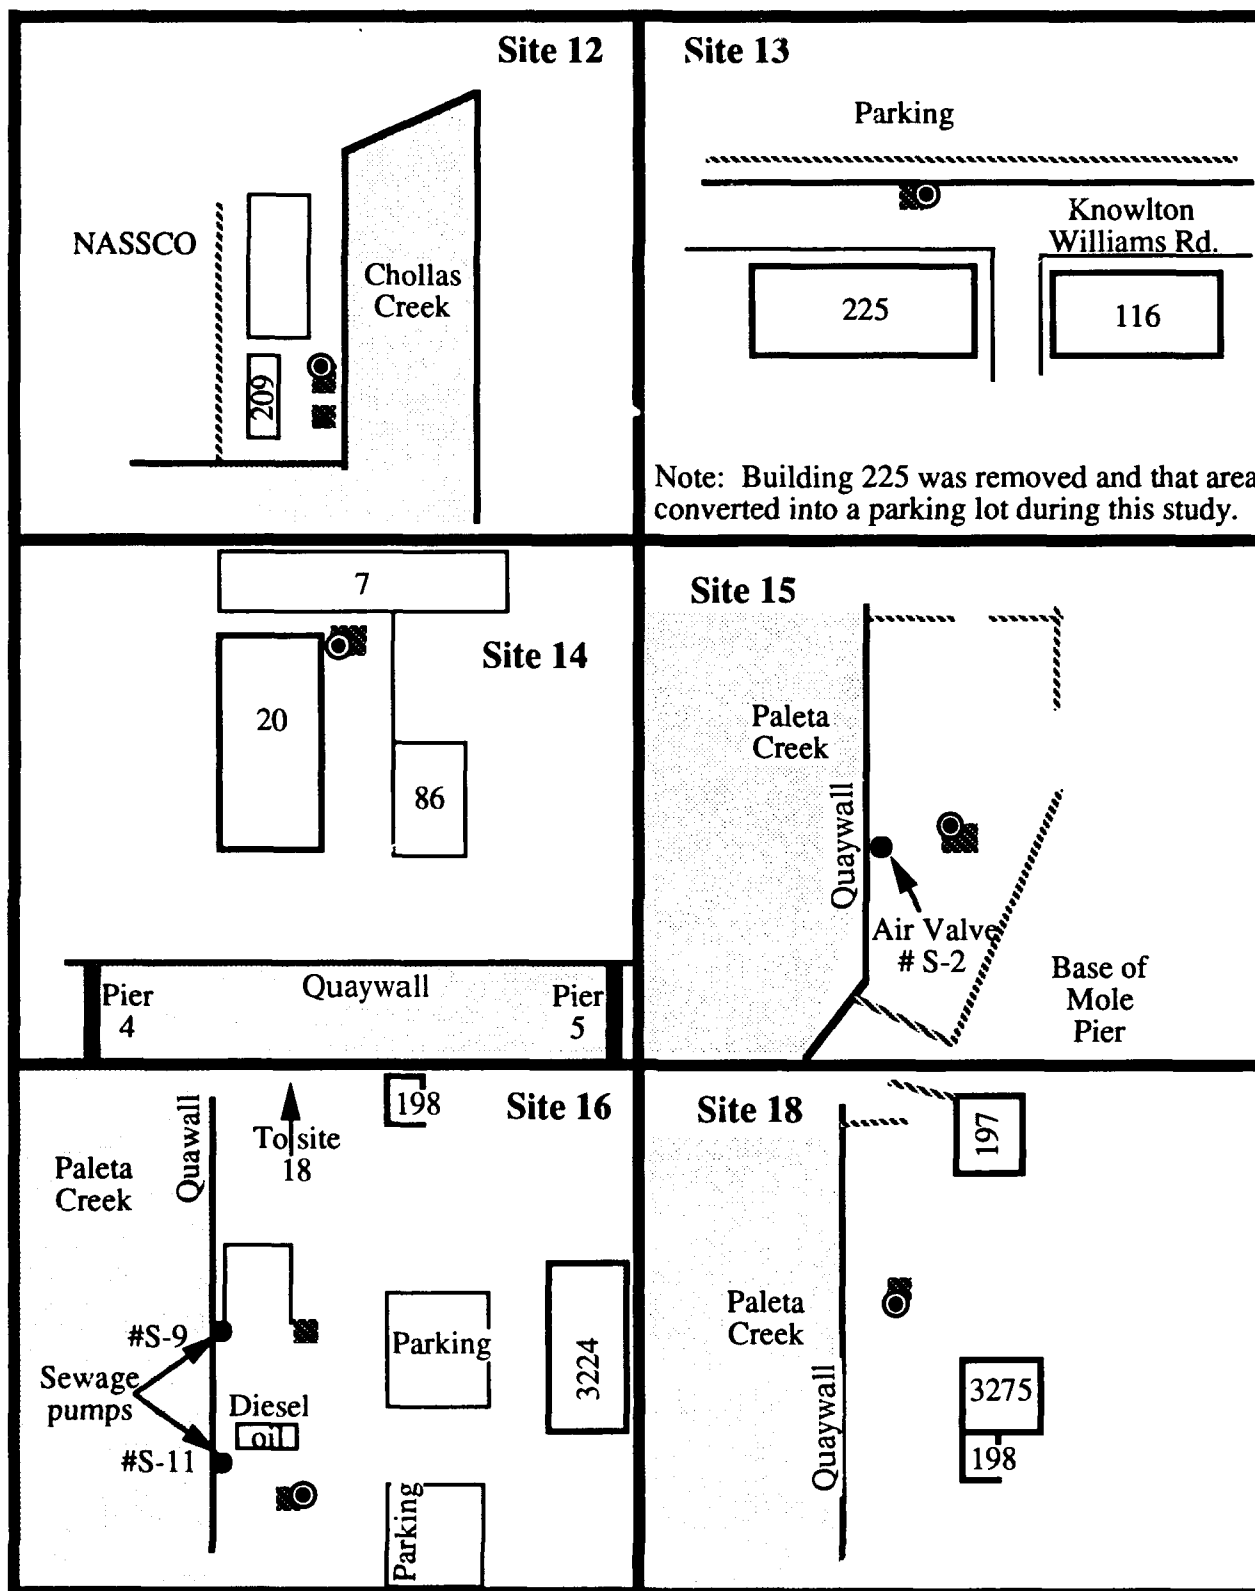 Site 12
NASSCO
Chollas
Creek
209
Site 13
Parking
Knowlton
Williams Rd.
225
116
Note: Building 225 was removed and that area
converted into a parking lot during this study.
7
Site 14
20
86
Quaywall
Pier
4
Pier
5
Site 15
Paleta
Creek
Quaywall
Air Valve
# S-2
Base of
Mole
Pier
Site 16
198
Quawall
To site
18
Paleta
Creek
#S-9
Sewage
pumps
Diesel
oil
#S-11
Parking
3224
Parking
Site 18
197
Paleta
Creek
Quaywall
3275
198